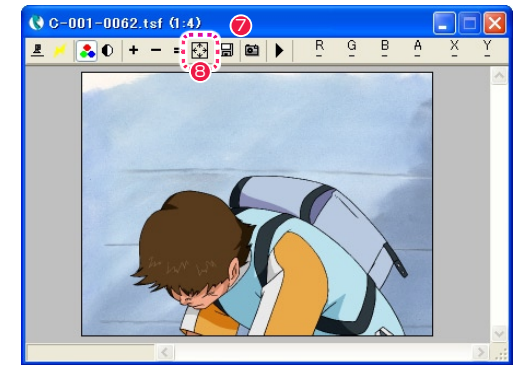 C-001-0062.tsf (1:4)
⑦
R G B A X Y
- - - - - -
⑧